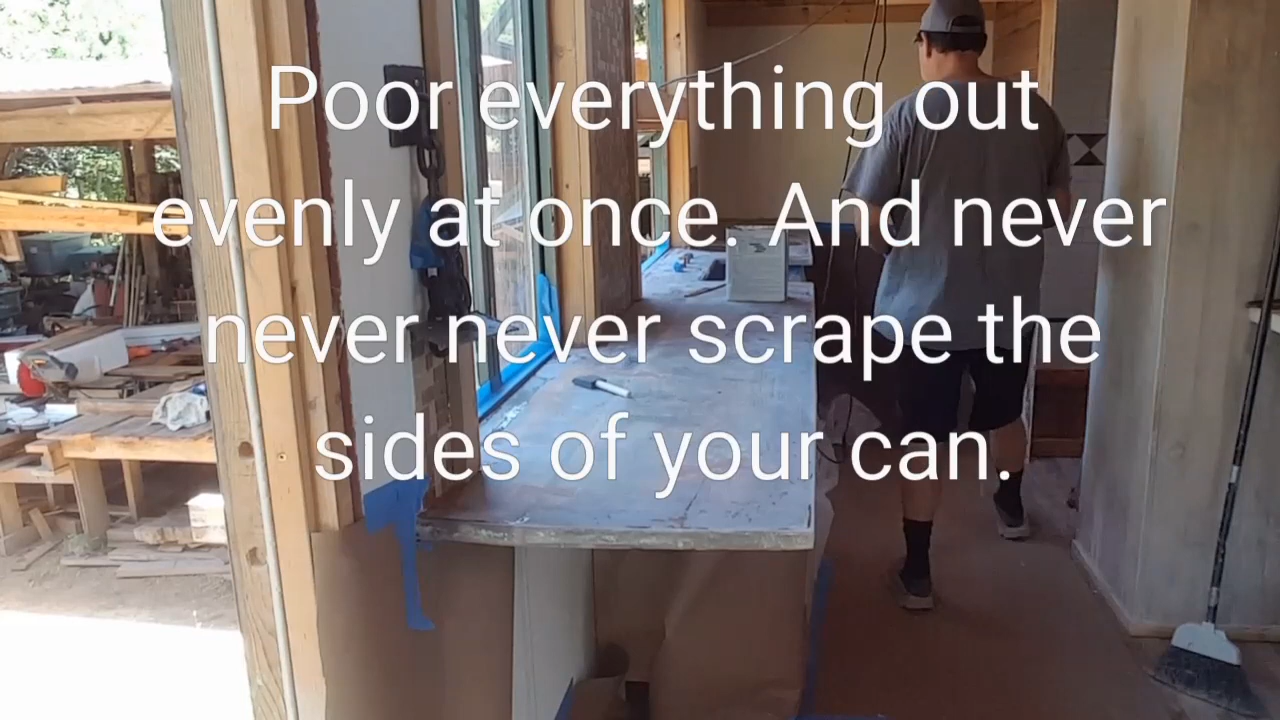 Poor everything out
evenly at once. And never
never never scrape the
sides of your can.